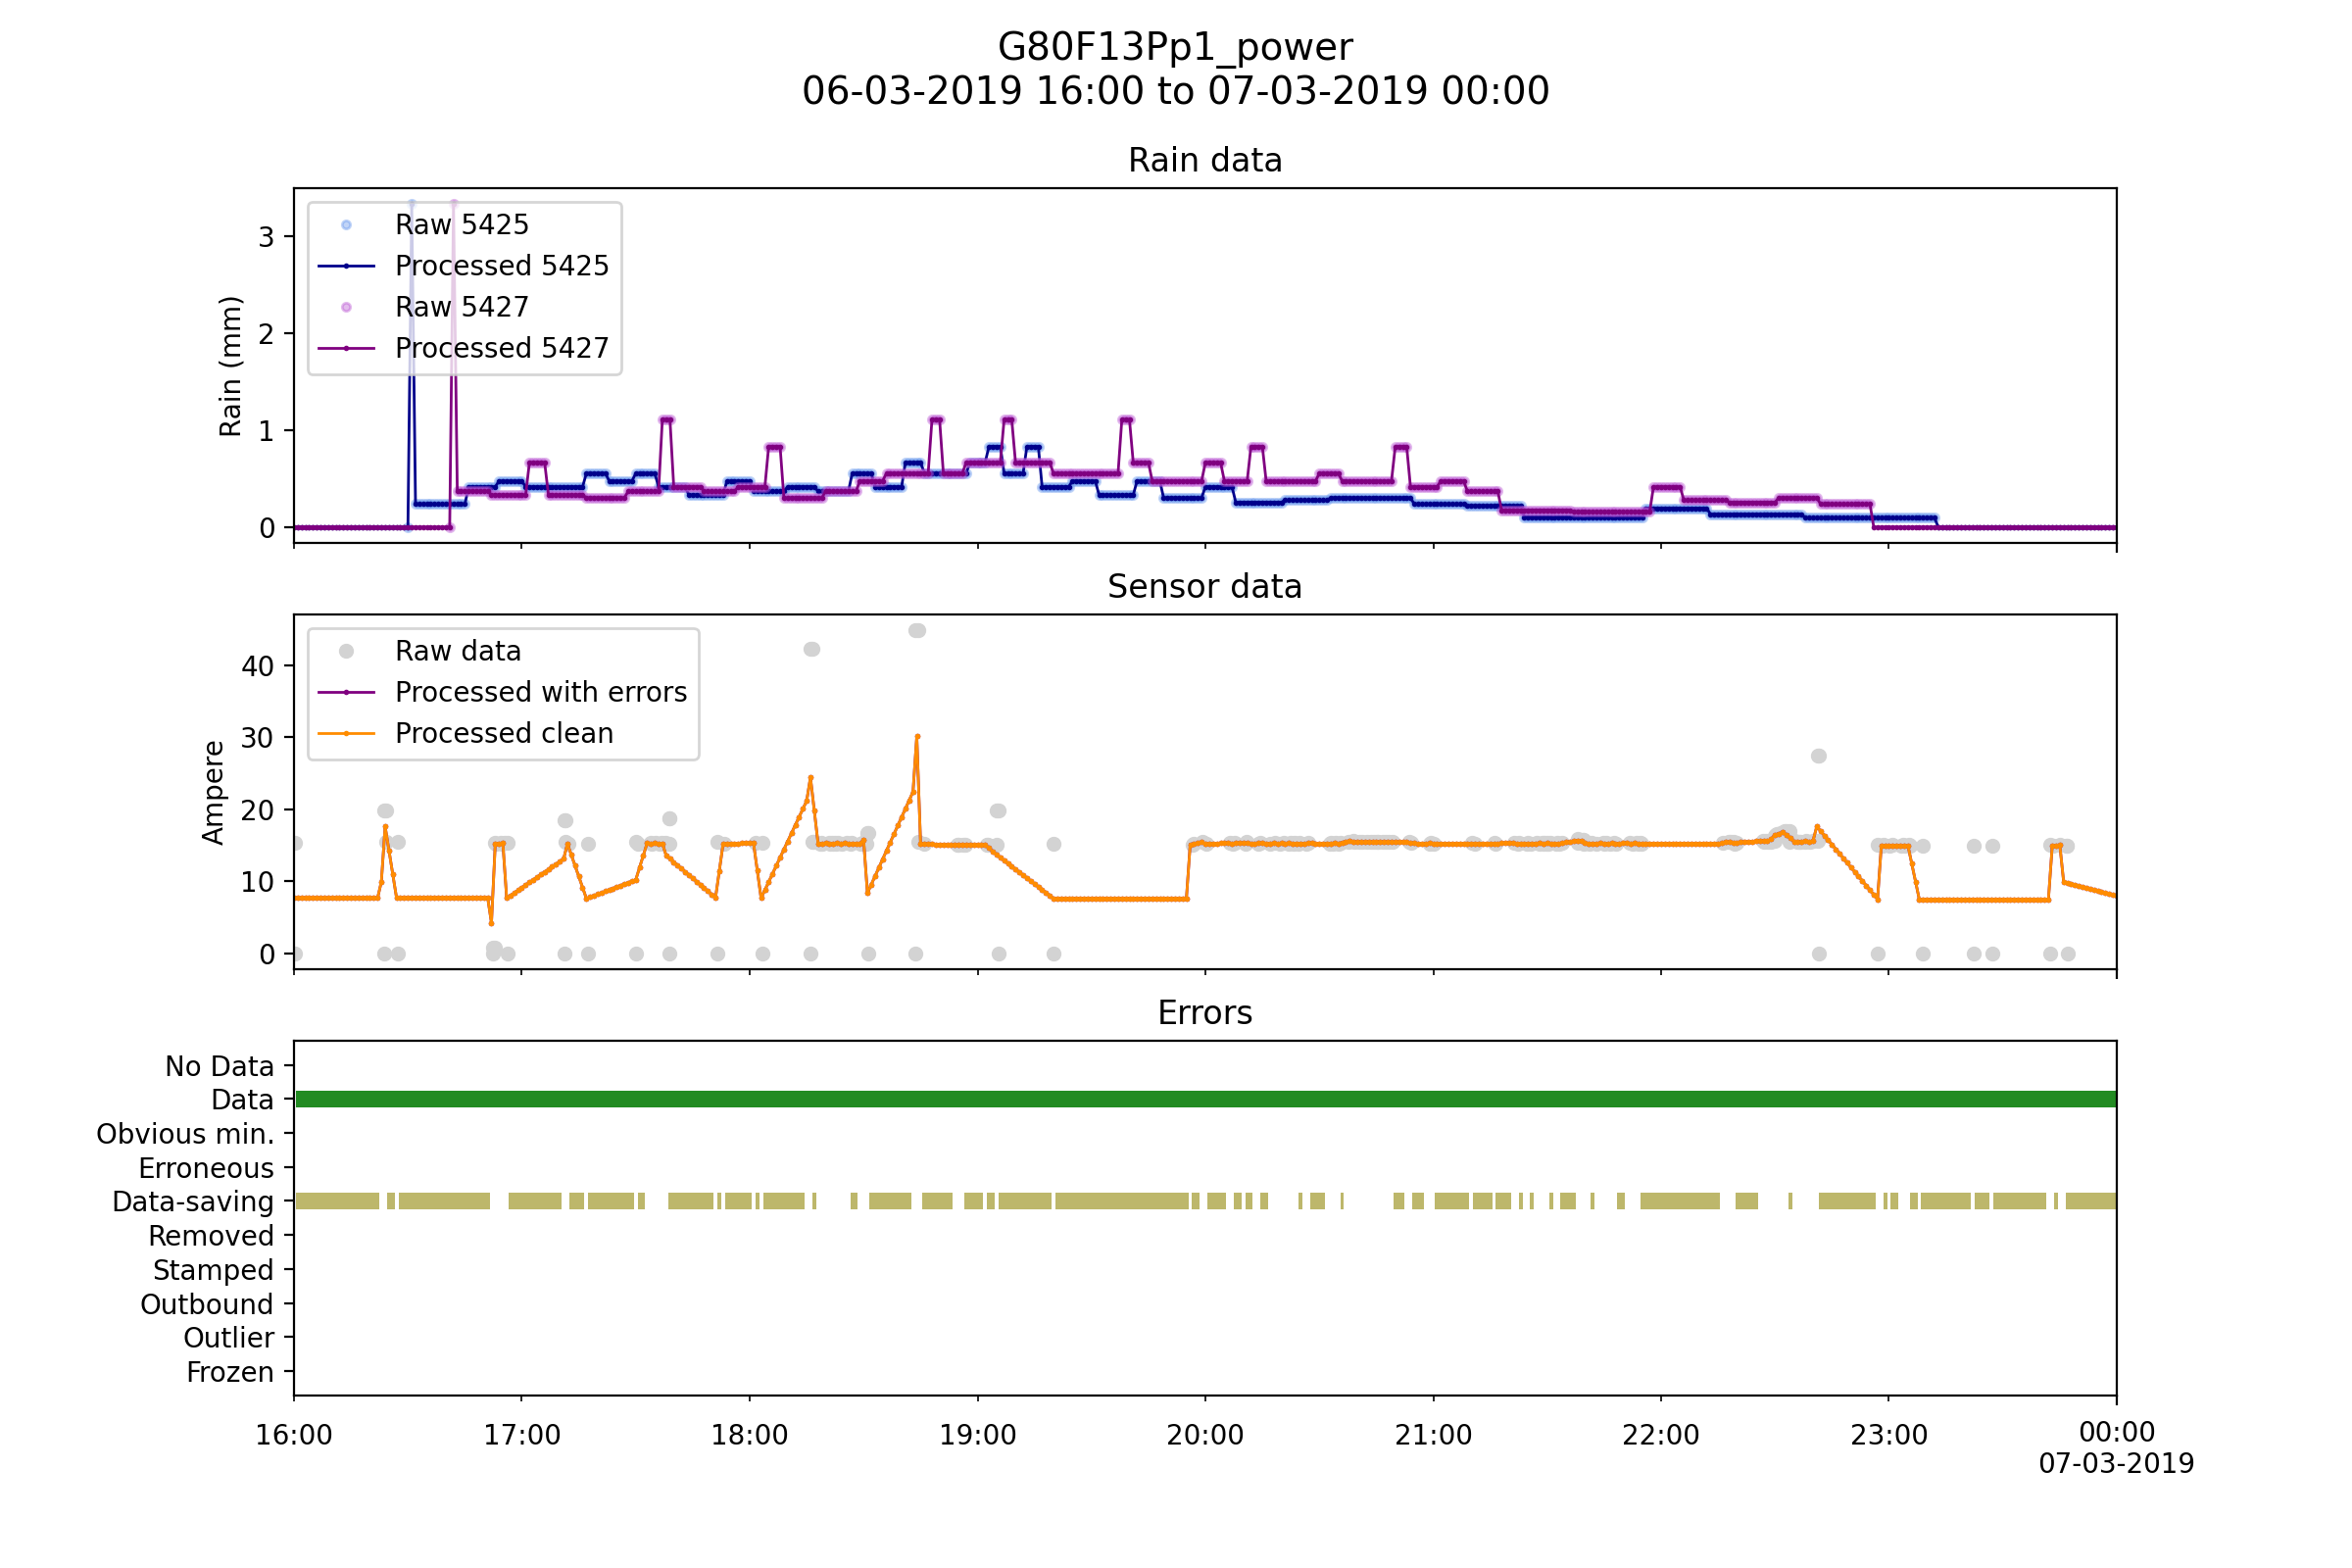 G80F13Pp1_power
06-03-2019 16:00 to 07-03-2019 00:00
Rain data
Rain (mm)
3
2
1
0
Raw 5425
Processed 5425
Raw 5427
Processed 5427
Sensor data
Ampere
40
30
20
10
0
Raw data
Processed with errors
Processed clean
Errors
No Data
Data
Obvious min.
Erroneous
Data-saving
Removed
Stamped
Outbound
Outlier
Frozen
16:00 17:00 18:00 19:00 20:00 21:00 22:00 23:00 00:00
07-03-2019